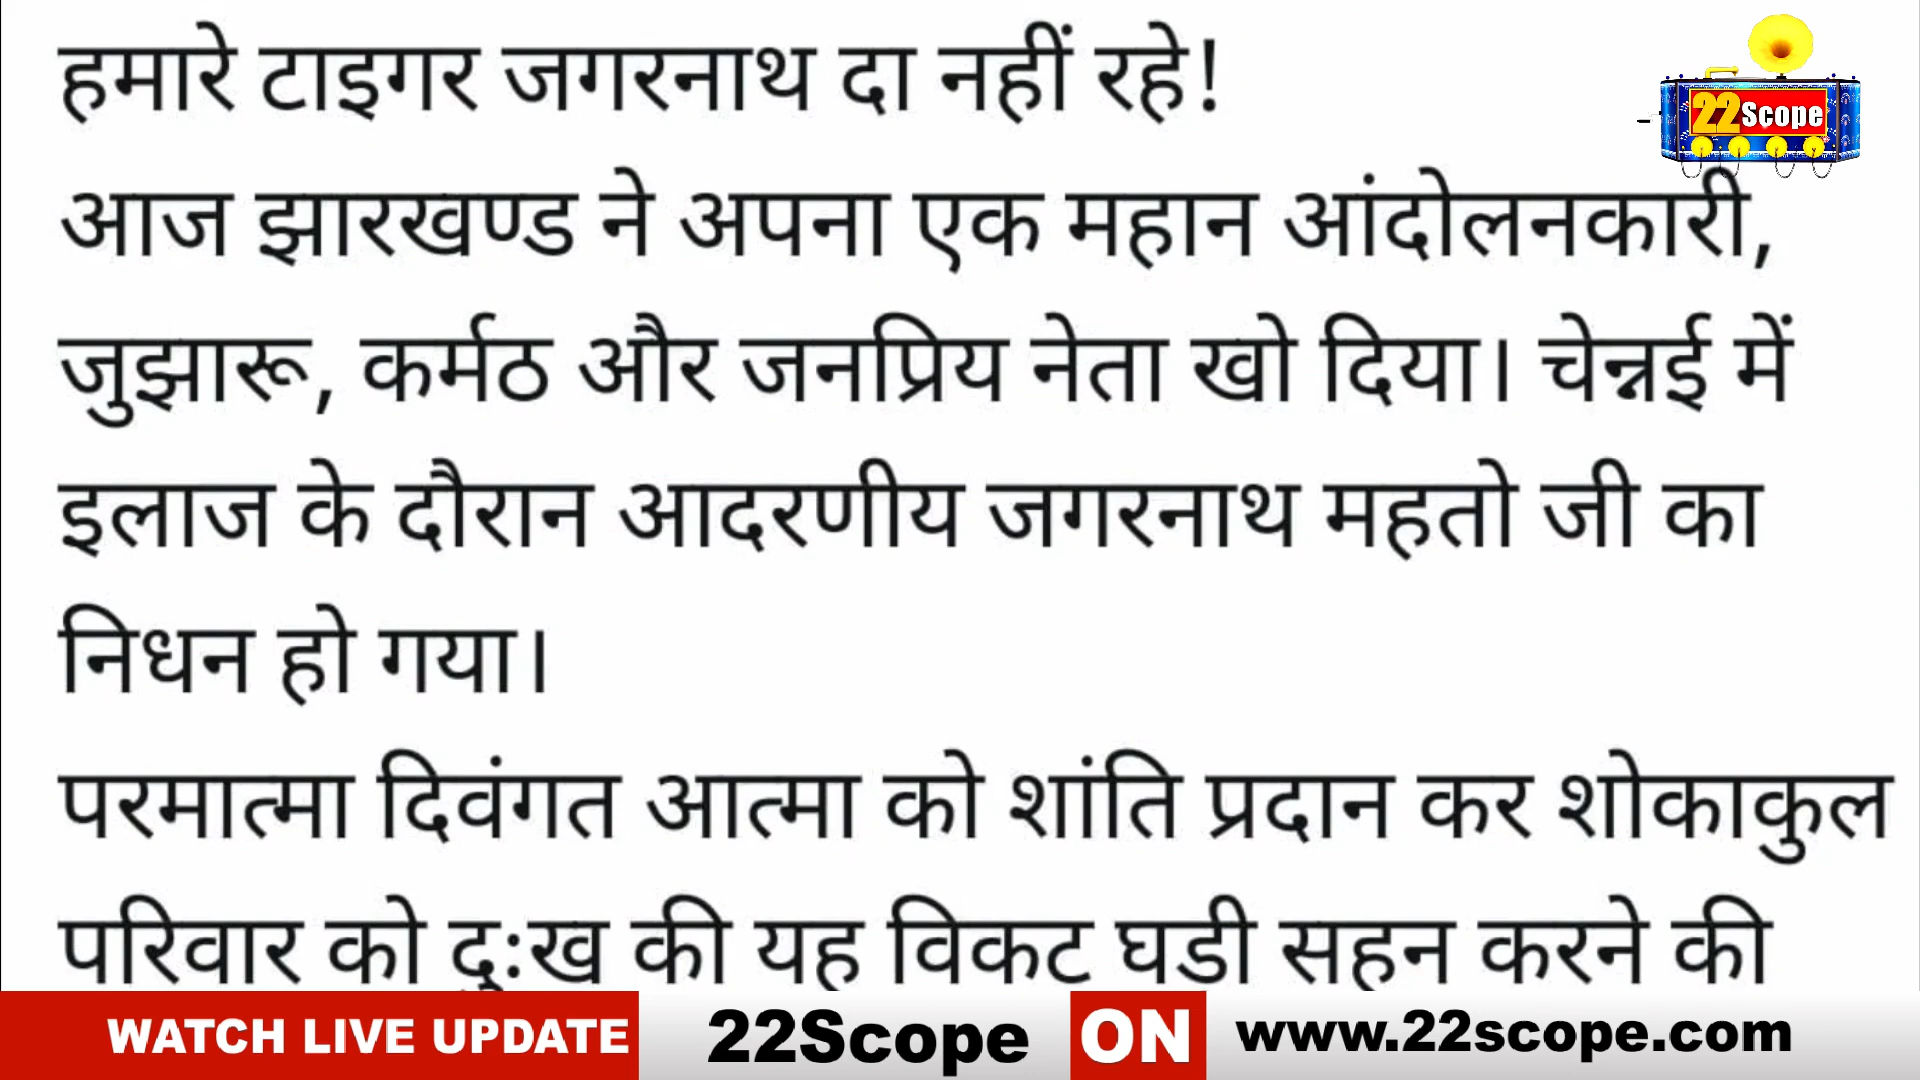 हमारे टाइगर जगरनाथ दा नहीं रहे!
22Scope
आज झारखण्ड ने अपना एक महान आंदोलनकारी,
जुझारू, कर्मठ और जनप्रिय नेता खो दिया। चेन्नई में
इलाज के दौरान आदरणीय जगरनाथ महतो जी का
निधन हो गया।
परमात्मा दिवंगत आत्मा को शांति प्रदान कर शोकाकुल
परिवार को दुःख की यह विकट घडी सहन करने की
WATCH LIVE UPDATE 22Scope ON www.22scope.com